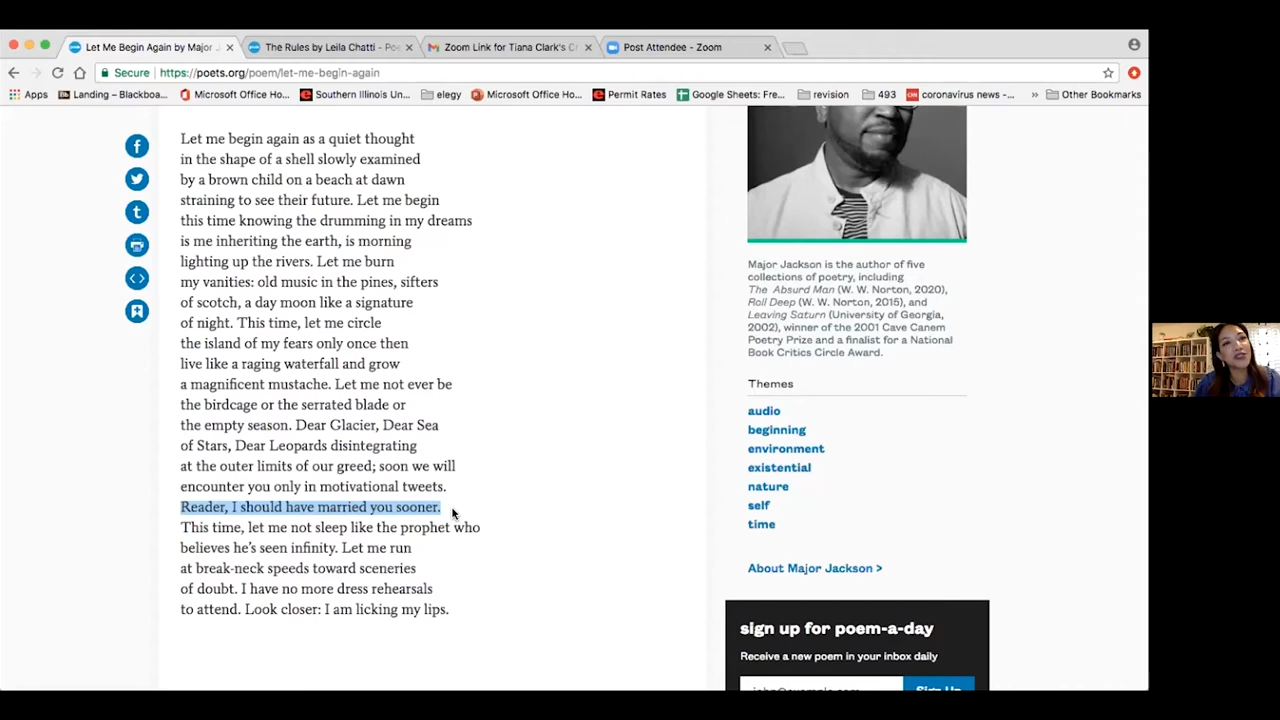 Let Me Begin Again by Major
The Rules by Leila Chatti - Po
Zoom Link for Tiana Clark's C
Post Attendee - Zoom
Secure
https://poets.org/poem/let-me-begin-again
Apps
Landing – Blackboa...
Microsoft Office Ho...
Southern Illinois Un...
elegy
Microsoft Office Ho...
Permit Rates
Google Sheets: Fre...
revision
493
coronavirus news -...
»
Other Bookmarks
Let me begin again as a quiet thought
in the shape of a shell slowly examined
by a brown child on a beach at dawn
straining to see their future. Let me begin
this time knowing the drumming in my dreams
is me inheriting the earth, is morning
lighting up the rivers. Let me burn
my vanities: old music in the pines, sifters
of scotch, a day moon like a signature
of night. This time, let me circle
the island of my fears only once then
live like a raging waterfall and grow
a magnificent mustache. Let me not ever be
the birdcage or the serrated blade or
the empty season. Dear Glacier, Dear Sea
of Stars, Dear Leopards disintegrating
at the outer limits of our greed; soon we will
encounter you only in motivational tweets.
Reader, I should have married you sooner.
This time, let me not sleep like the prophet who
believes he's seen infinity. Let me run
at break-neck speeds toward sceneries
of doubt. I have no more dress rehearsals
to attend. Look closer: I am licking my lips.
Major Jackson is the author of five
collections of poetry, including
The Absurd Man (W. W. Norton, 2020),
Roll Deep (W. W. Norton, 2015), and
Leaving Saturn (University of Georgia,
2002), winner of the 2001 Cave Canem
Poetry Prize and a finalist for a National
Book Critics Circle Award.
Themes
audio
beginning
environment
existential
nature
self
time
About Major Jackson >
sign up for poem-a-day
Receive a new poem in your inbox daily
Sign Up